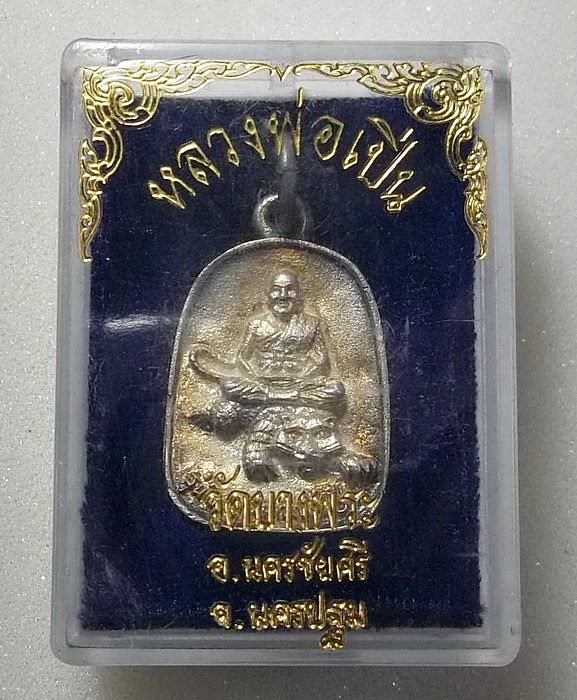 หลวงพ่อเปิ่น
วัดบางพระ
อ.นครชัยศรี
จ.นครปฐม